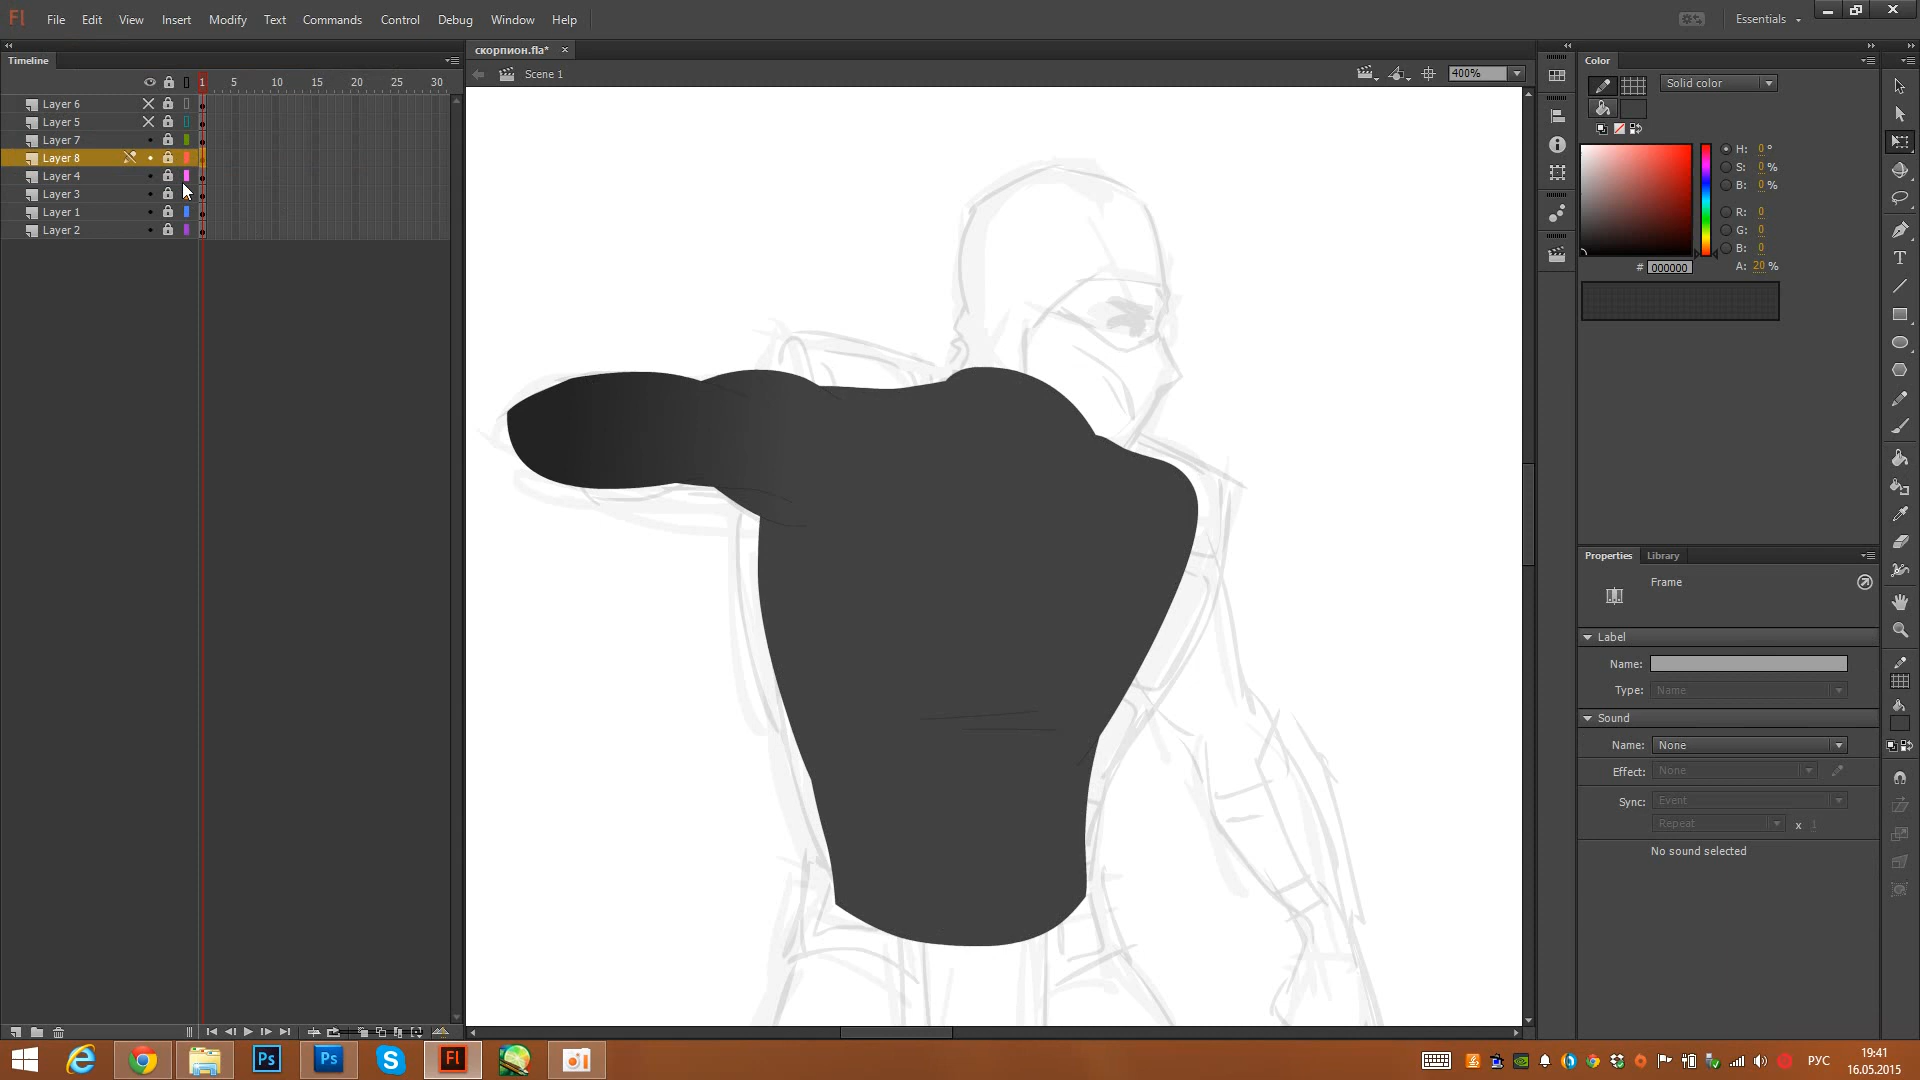 Fl File Edit View Insert Modify Text Commands Control Debug Window Help Essentials
Timeline
скорпион.fla*
Scene 1
400%
1 5 10 15 20 25 30
Layer 6
Layer 5
Layer 7
Layer 8
Layer 4
Layer 3
Layer 1
Layer 2
Color
Solid color
H: 0 °
S: 0 %
B: 0 %
R: 0
G: 0
B: 0
# 000000
A: 20 %
Properties Library
Frame
Label
Name:
Type: Name
Sound
Name: None
Effect: None
Sync: Event
Repeat x 1
No sound selected
T
Ps Ps Fl
РУС
19:41
16.05.2015